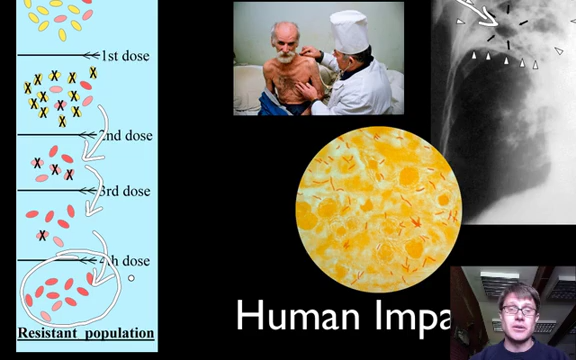 1st dose
2nd dose
3rd dose
4th dose
Resistant population
Human Impa